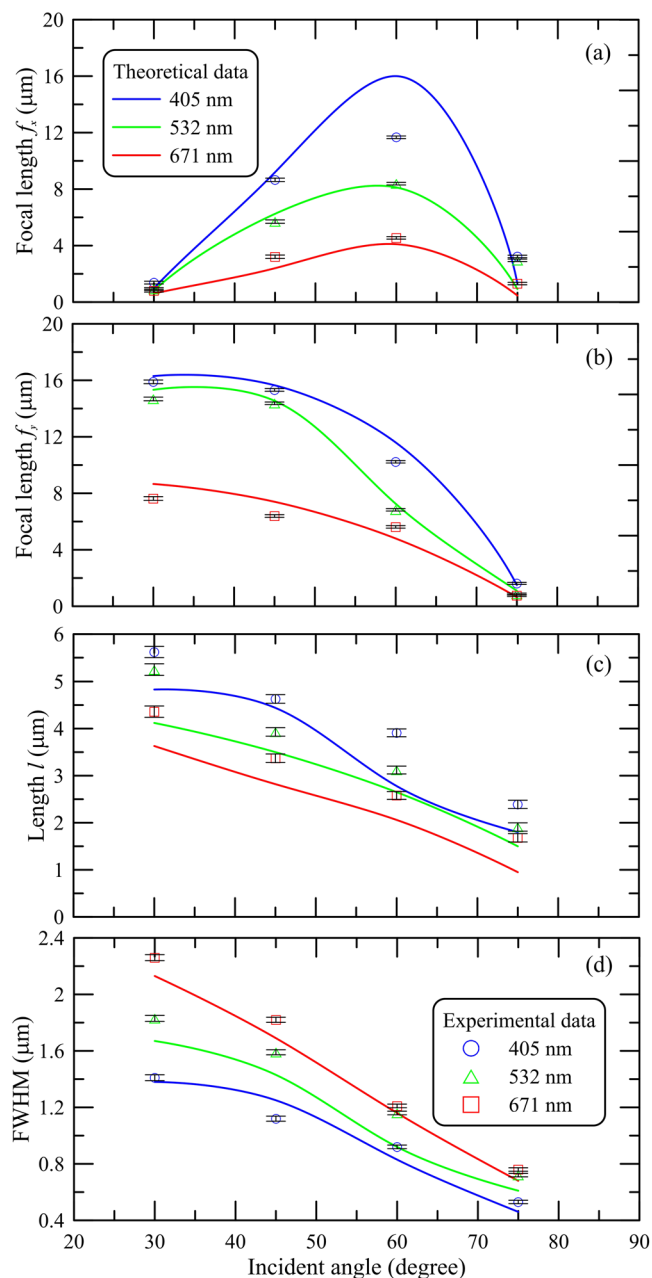 20
16
12
8
4
0
Focal length fx (μm)
(a)
Theoretical data
405 nm
532 nm
671 nm
20
16
12
8
4
0
Focal length fy (μm)
(b)
6
5
4
3
2
1
0
Length l (μm)
(c)
2.4
2
1.6
1.2
0.8
0.4
FWHM (μm)
(d)
Experimental data
405 nm
532 nm
671 nm
20 30 40 50 60 70 80 90
Incident angle (degree)